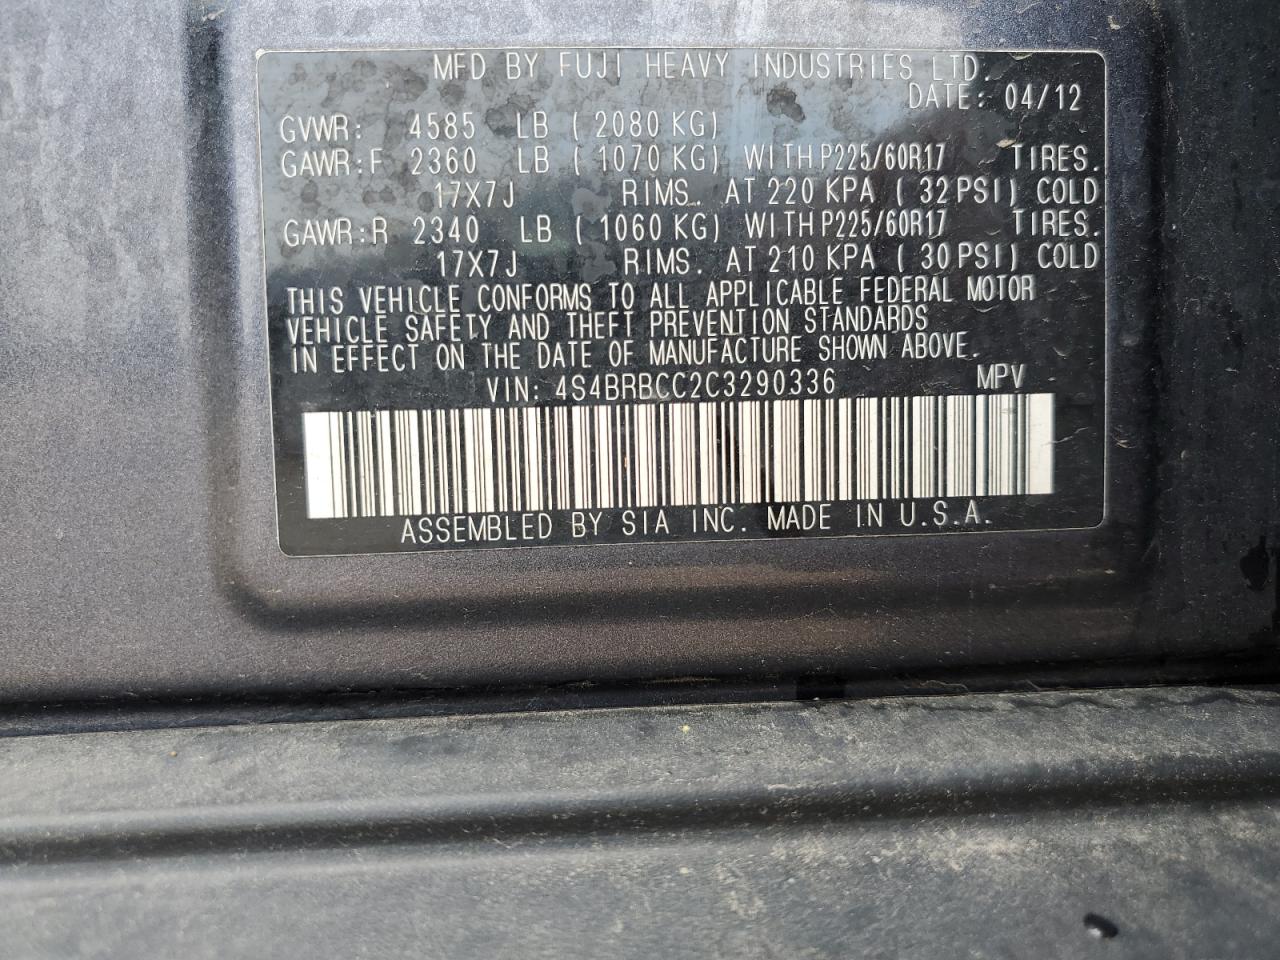 MFD BY FUJI HEAVY INDUSTRIES LTD.
DATE: 04/12
GVWR: 4585 LB (2080 KG)
GAWR:F 2360 LB (1070 KG) WITH P225/60R17 TIRES.
17X7J RIMS. AT 220 KPA (32 PSI) COLD
GAWR:R 2340 LB (1060 KG) WITH P225/60R17 TIRES.
17X7J RIMS. AT 210 KPA (30 PSI) COLD
THIS VEHICLE CONFORMS TO ALL APPLICABLE FEDERAL MOTOR
VEHICLE SAFETY AND THEFT PREVENTION STANDARDS
IN EFFECT ON THE DATE OF MANUFACTURE SHOWN ABOVE.
VIN: 4S4BRBCC2C3290336 MPV
ASSEMBLED BY SIA INC. MADE IN U.S.A.